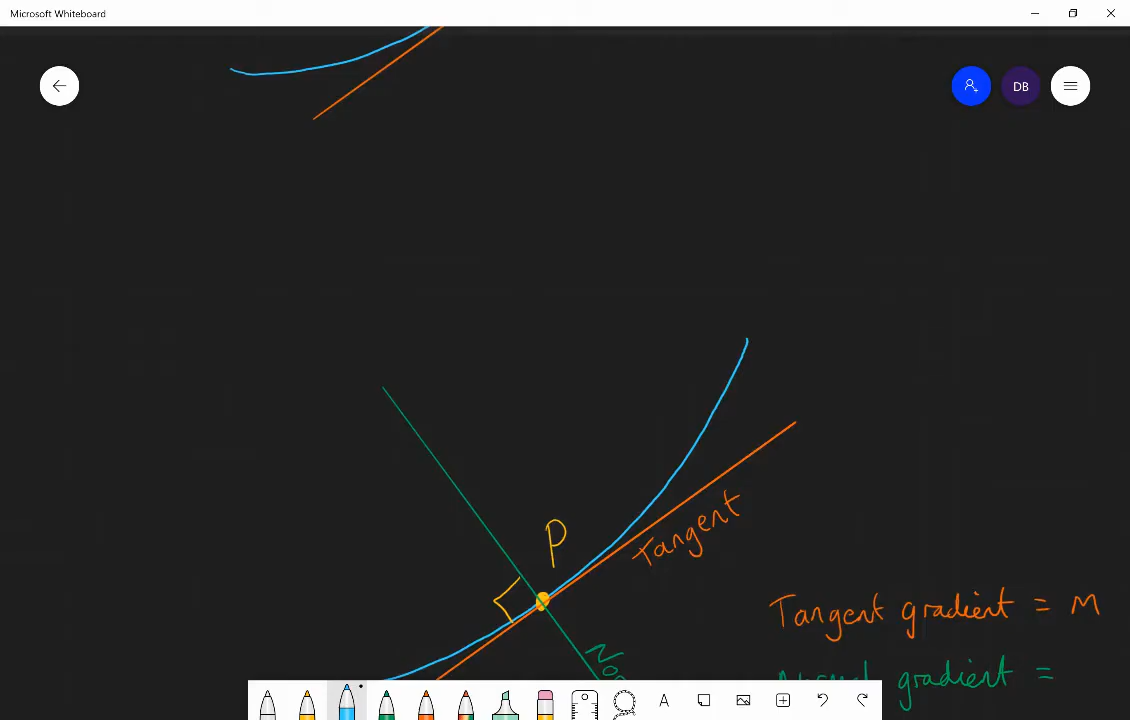 Microsoft Whiteboard
DB
P
Tangent
Tangent gradient = M
gradient =
A